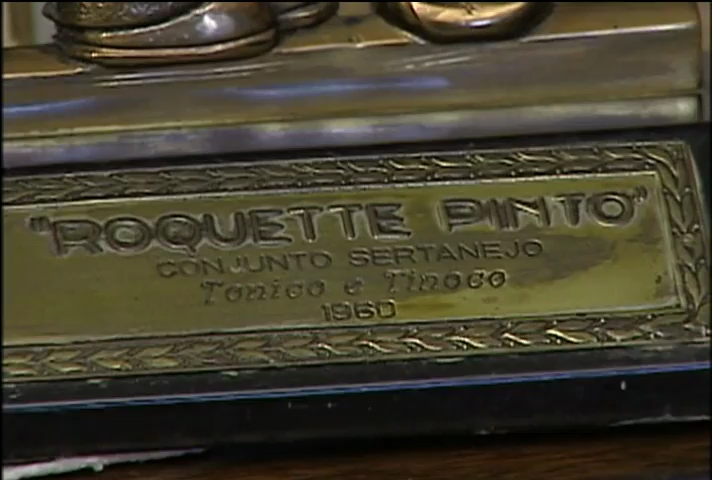 "ROQUETTE PINTO"
CONJUNTO SERTANEJO
Tonico e Tinoco
1960